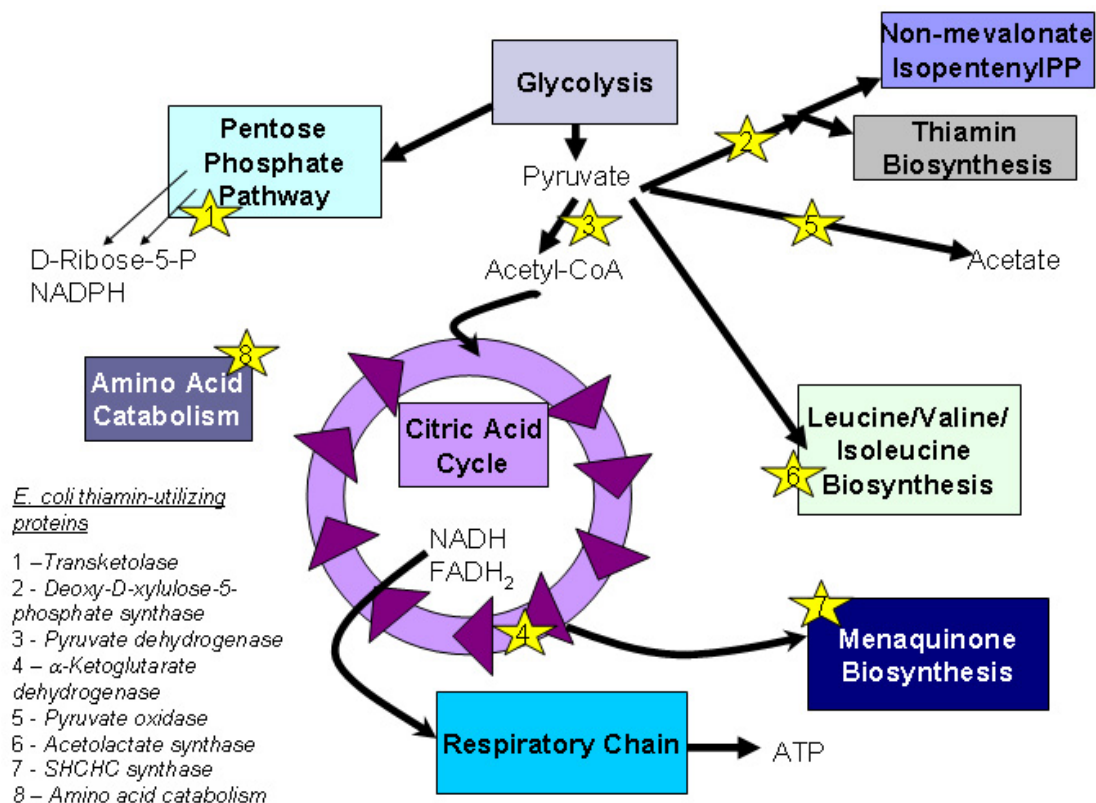 Non-mevalonate
IsopentenylPP
Glycolysis
Pentose
Phosphate
Pathway
Thiamin
Biosynthesis
2
Pyruvate
1
3
5
D-Ribose-5-P
NADPH
Acetyl-CoA
Acetate
8
Amino Acid
Catabolism
Citric Acid
Cycle
Leucine/Valine/
Isoleucine
Biosynthesis
6
E. coli thiamin-utilizing
proteins
1 –Transketolase
2 - Deoxy-D-xylulose-5-
phosphate synthase
3 - Pyruvate dehydrogenase
4 – α-Ketoglutarate
dehydrogenase
5 - Pyruvate oxidase
6 - Acetolactate synthase
7 - SHCHC synthase
8 – Amino acid catabolism
NADH
FADH₂
4
7
Menaquinone
Biosynthesis
Respiratory Chain
ATP